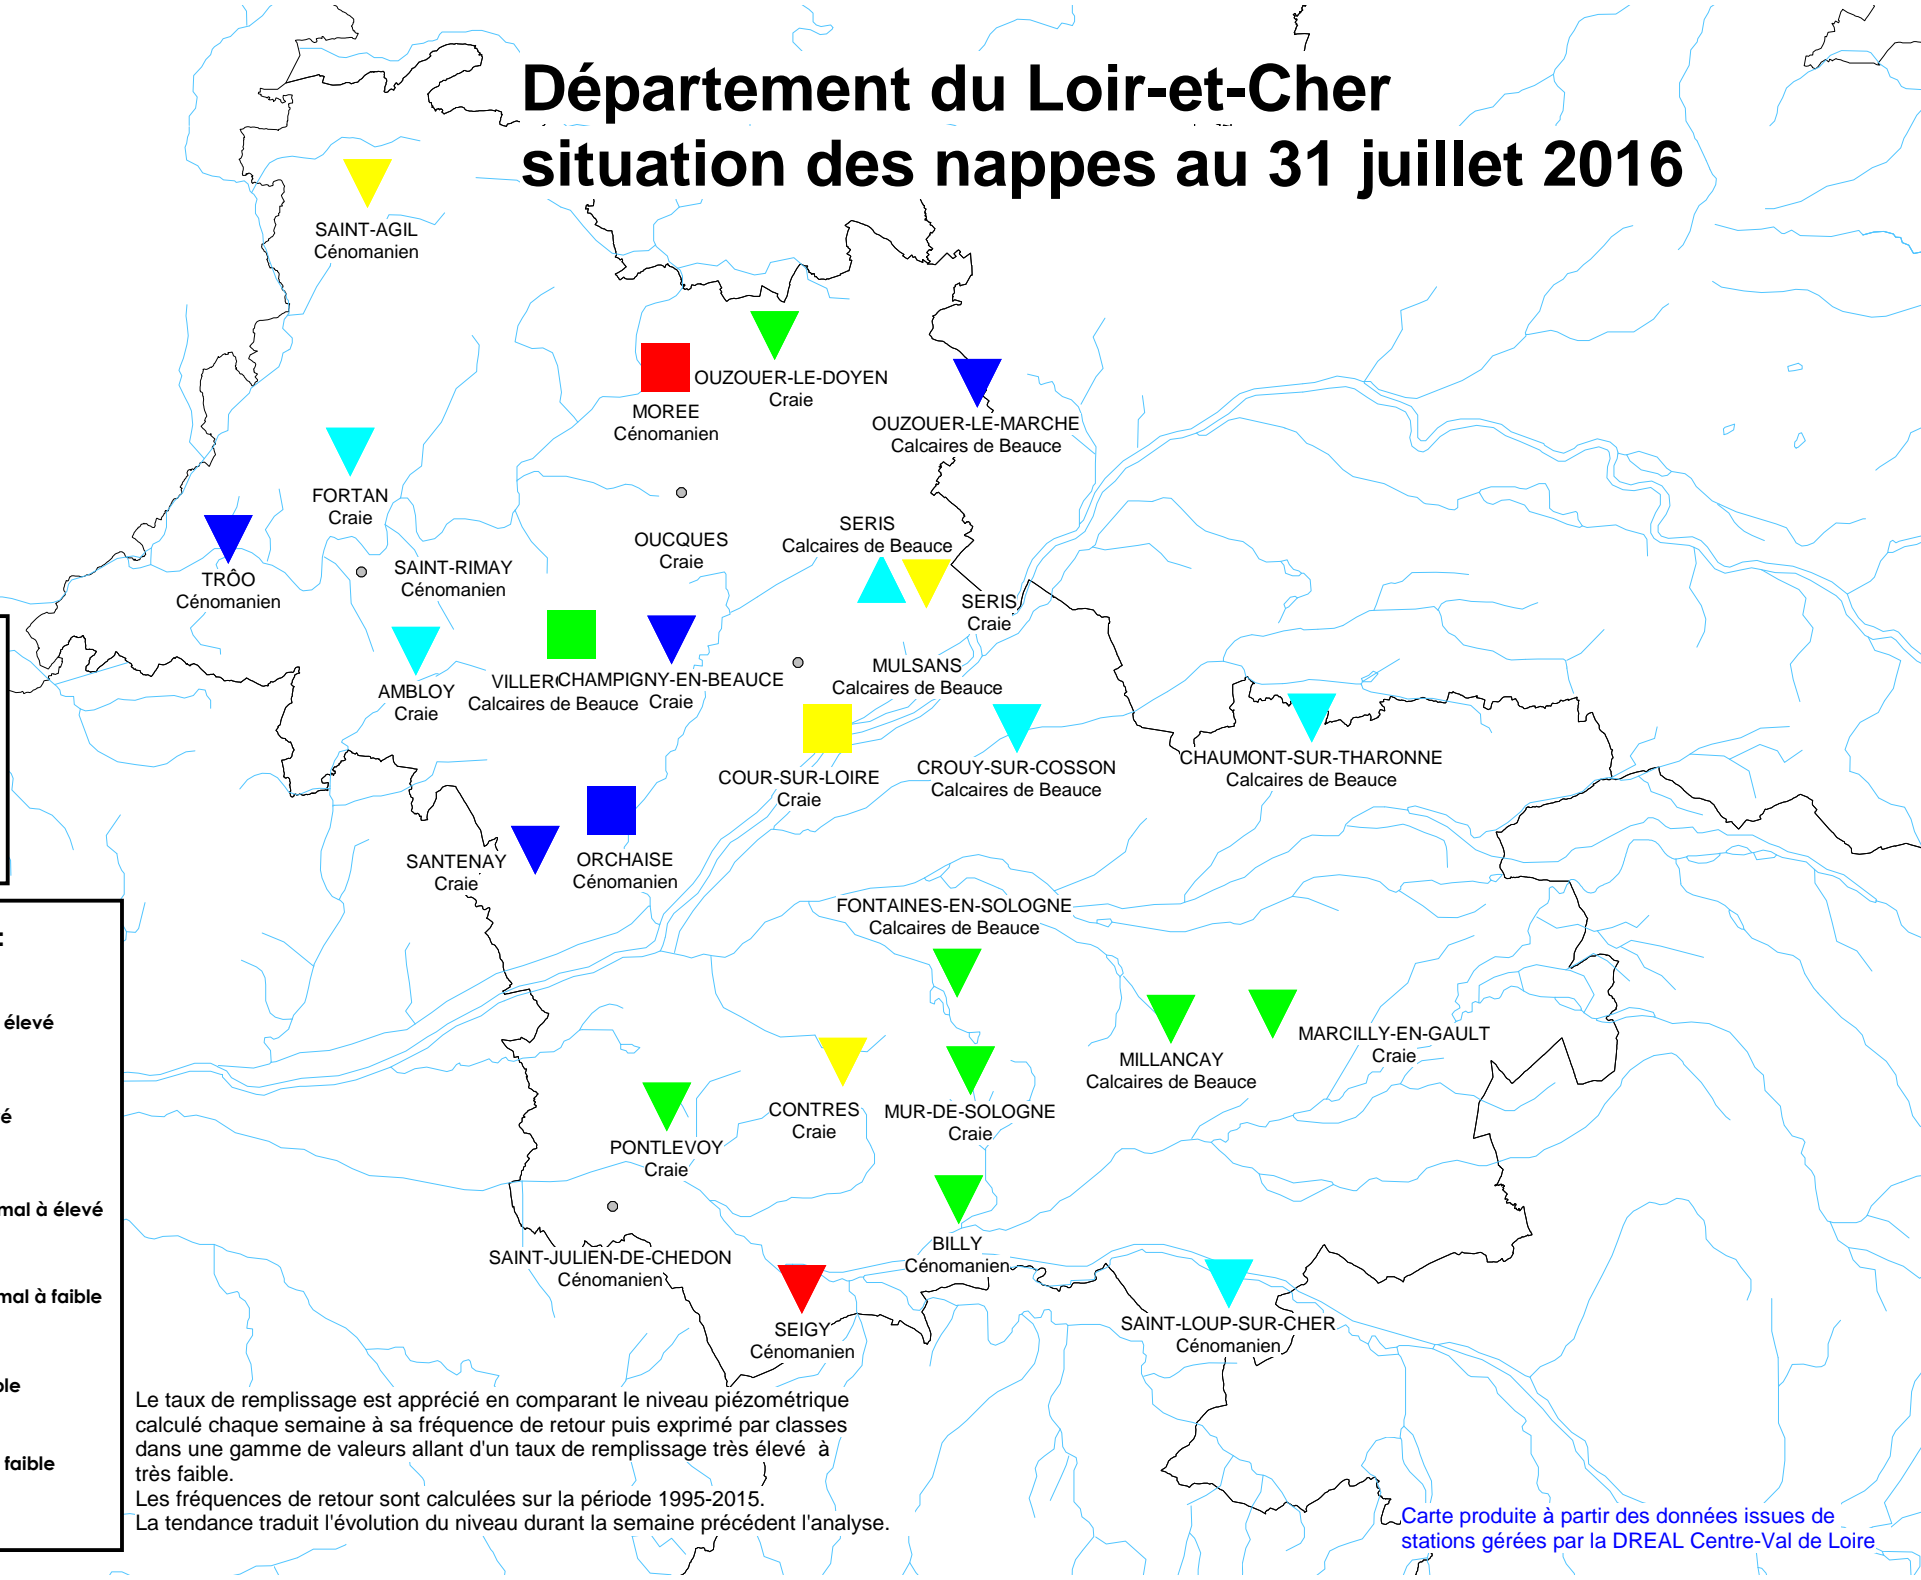 Département du Loir-et-Cher
situation des nappes au 31 juillet 2016
SAINT-AGIL
Cénomanien
OUZOUER-LE-DOYEN
Craie
MOREE
Cénomanien
OUZOUER-LE-MARCHE
Calcaires de Beauce
FORTAN
Craie
OUCQUES
Craie
SERIS
Calcaires de Beauce
TRÔO
Cénomanien
SAINT-RIMAY
Cénomanien
SERIS
Craie
AMBLOY
Craie
Calcaires de Beauce
CHAMPIGNY-EN-BEAUCE
Craie
MULSANS
Calcaires de Beauce
COUR-SUR-LOIRE
Craie
CROUY-SUR-COSSON
Calcaires de Beauce
CHAUMONT-SUR-THARONNE
Calcaires de Beauce
SANTENAY
Craie
ORCHAISE
Cénomanien
FONTAINES-EN-SOLOGNE
Calcaires de Beauce
MARCILLY-EN-GAULT
Craie
MILLANCAY
Calcaires de Beauce
CONTRES
Craie
MUR-DE-SOLOGNE
Craie
PONTLEVOY
Craie
BILLY
Cénomanien
SAINT-JULIEN-DE-CHEDON
Cénomanien
SEIGY
Cénomanien
SAINT-LOUP-SUR-CHER
Cénomanien
:
élevé
à élevé
à faible
faible
Le taux de remplissage est apprécié en comparant le niveau piézométrique
calculé chaque semaine à sa fréquence de retour puis exprimé par classes
dans une gamme de valeurs allant d'un taux de remplissage très élevé à
très faible.
Les fréquences de retour sont calculées sur la période 1995-2015.
La tendance traduit l'évolution du niveau durant la semaine précédent l'analyse.
Carte produite à partir des données issues de
stations gérées par la DREAL Centre-Val de Loire